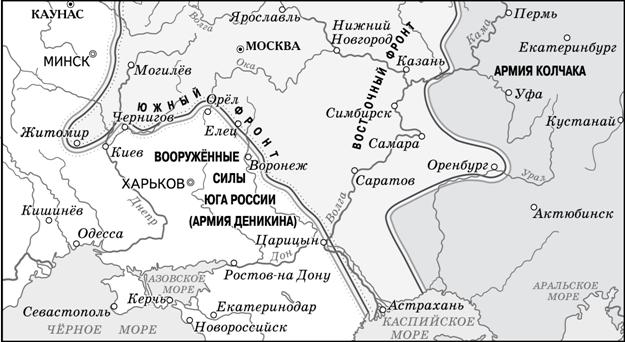 КАУНАС
МИНСК
Могилёв
Волга
Ярославль
МОСКВА
Ока
Нижний
Новгород
ВОСТОЧНЫЙ ФРОНТ
Казань
Кама
Пермь
Екатеринбург
АРМИЯ КОЛЧАКА
Уфа
Кустанай
Симбирск
Самара
Оренбург
Урал
Саратов
Актюбинск
ЮЖНЫЙ ФРОНТ
Орёл
Елец
Чернигов
Житомир
Киев
Воронеж
ВООРУЖЁННЫЕ
СИЛЫ
ЮГА РОССИИ
(АРМИЯ ДЕНИКИНА)
ХАРЬКОВ
Днепр
Кишинёв
Одесса
Волга
Царицын
Дон
Ростов-на Дону
АЗОВСКОЕ
МОРЕ
Керчь
Севастополь
ЧЁРНОЕ МОРЕ
Екатеринодар
Новороссийск
Астрахань
КАСПИЙСКОЕ
МОРЕ
АРАЛЬСКОЕ
МОРЕ